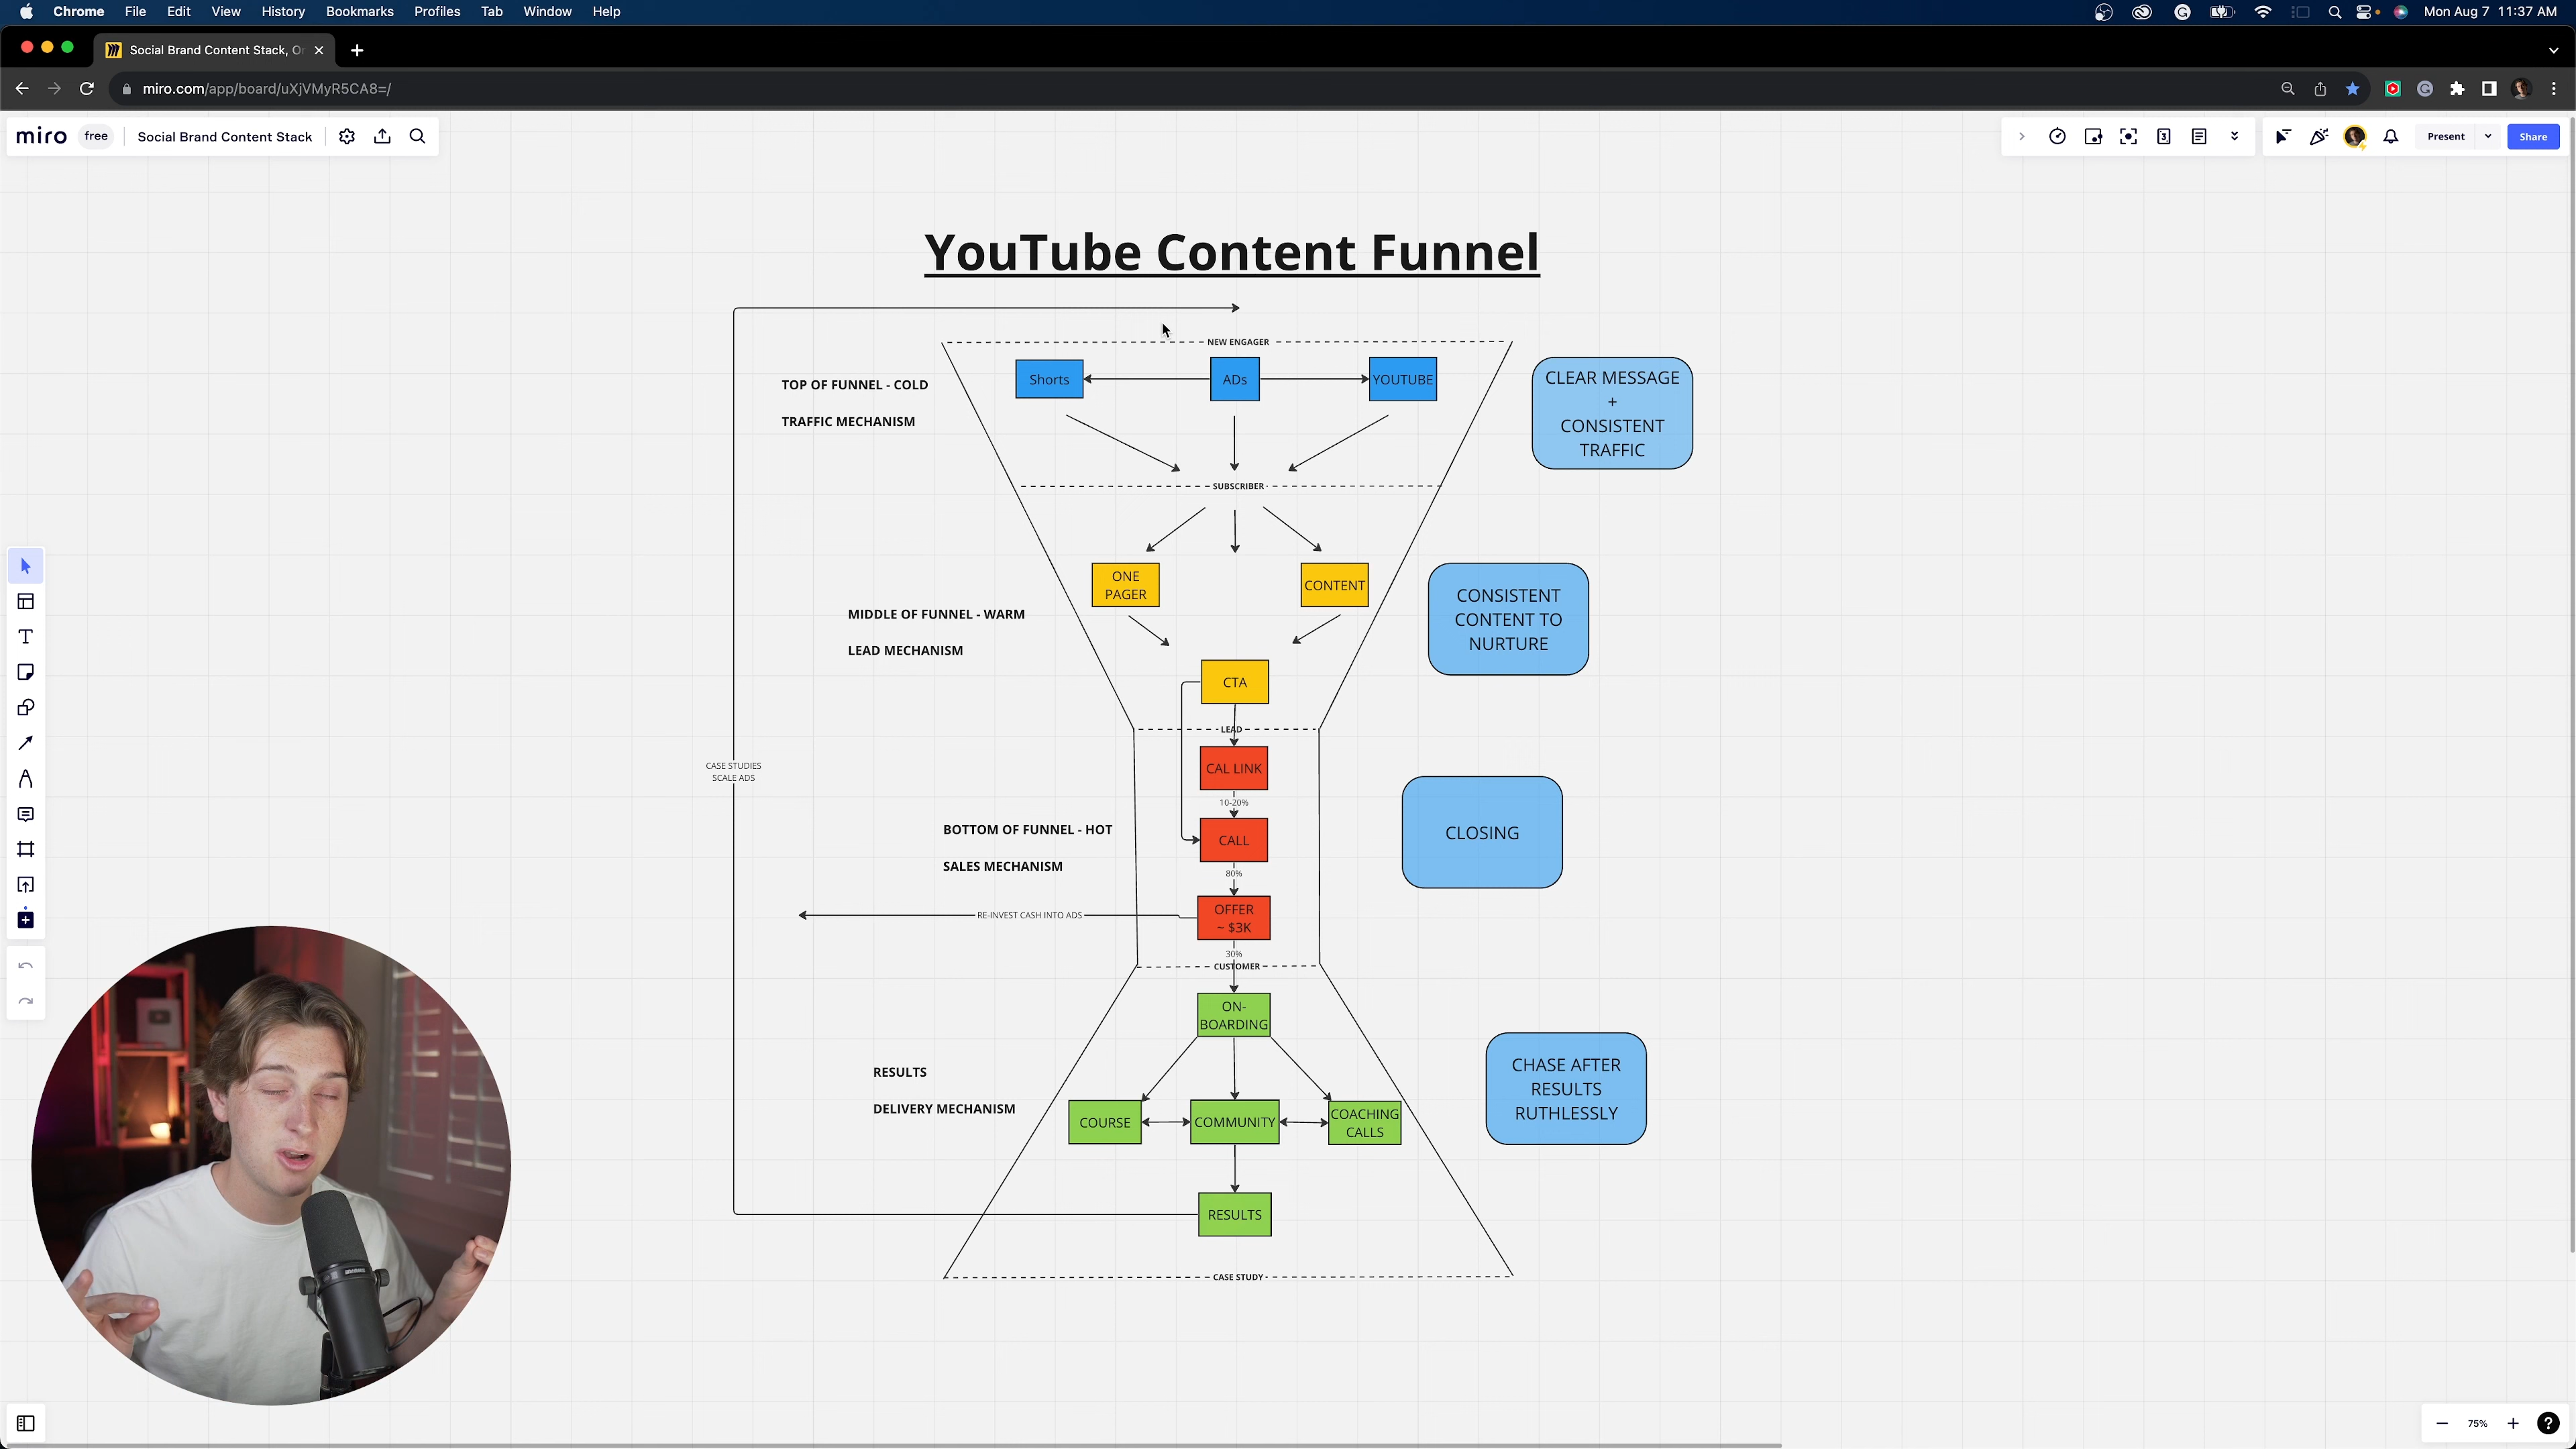 Chrome File Edit View History Bookmarks Profiles Tab Window Help
Mon Aug 7 11:37 AM
Social Brand Content Stack, Or
miro.com/app/board/uXjVMyR5CA8=/
miro free Social Brand Content Stack
3
Present
Share
YouTube Content Funnel
NEW ENGAGER
TOP OF FUNNEL - COLD
TRAFFIC MECHANISM
Shorts
ADs
YOUTUBE
CLEAR MESSAGE
+
CONSISTENT
TRAFFIC
SUBSCRIBER
ONE
PAGER
CONTENT
MIDDLE OF FUNNEL - WARM
LEAD MECHANISM
CONSISTENT
CONTENT TO
NURTURE
CTA
LEAD
CASE STUDIES
SCALE ADS
CAL LINK
10-20%
BOTTOM OF FUNNEL - HOT
SALES MECHANISM
CALL
CLOSING
80%
RE-INVEST CASH INTO ADS
OFFER
~ $3K
30%
CUSTOMER
ON-
BOARDING
RESULTS
DELIVERY MECHANISM
COURSE
COMMUNITY
COACHING
CALLS
CHASE AFTER
RESULTS
RUTHLESSLY
RESULTS
CASE STUDY
75%
?